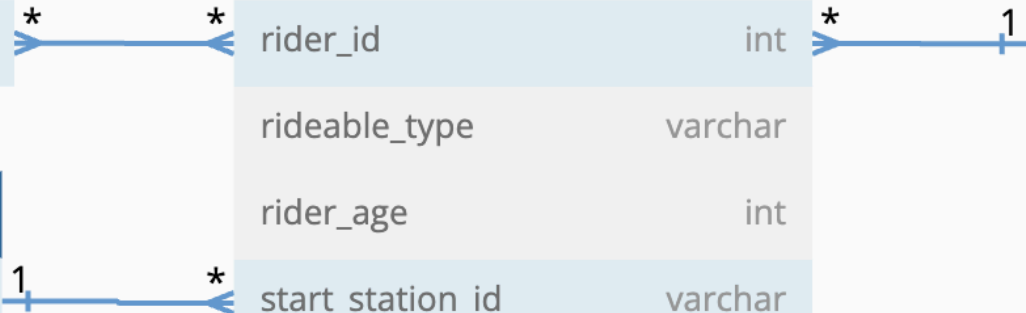 * * rider_id int * 1
rideable_type varchar
rider_age int
1 * start_station_id varchar